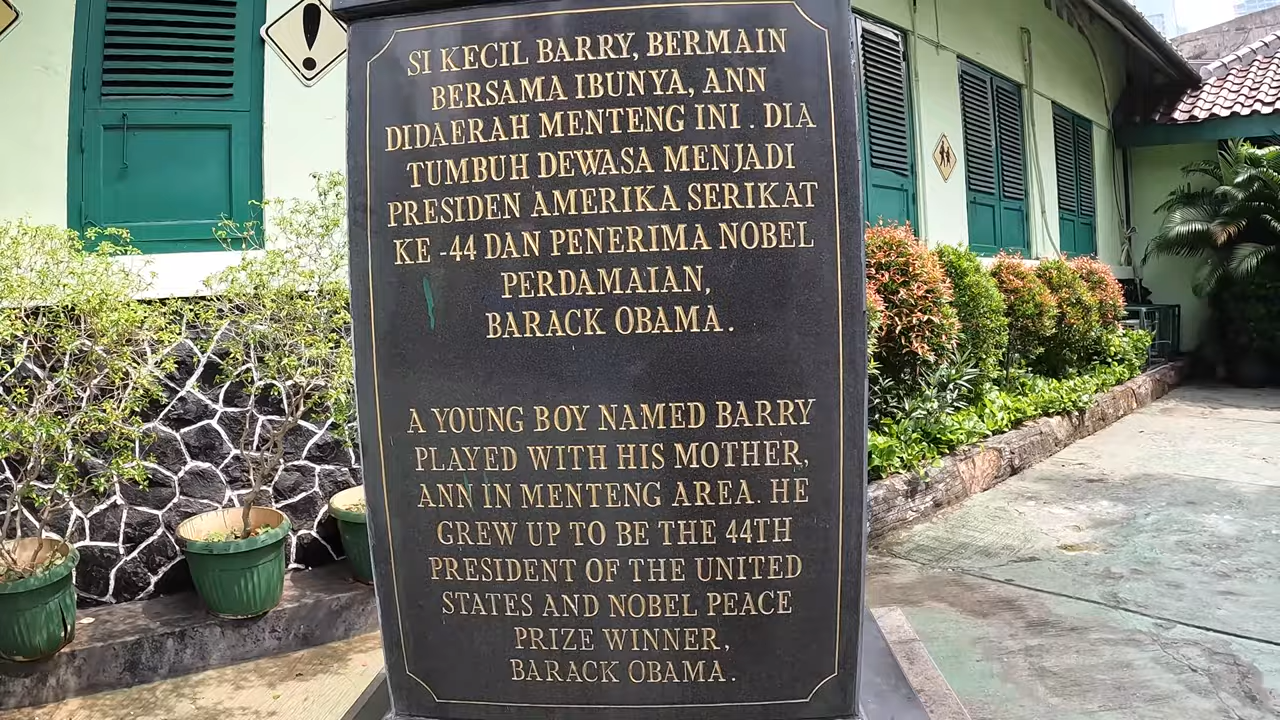 SI KECIL BARRY, BERMAIN
BERSAMA IBUNYA, ANN
DIDAERAH MENTENG INI . DIA
TUMBUH DEWASA MENJADI
PRESIDEN AMERIKA SERIKAT
KE -44 DAN PENERIMA NOBEL
PERDAMAIAN,
BARACK OBAMA .
A YOUNG BOY NAMED BARRY
PLAYED WITH HIS MOTHER,
ANN IN MENTENG AREA. HE
GREW UP TO BE THE 44TH
PRESIDENT OF THE UNITED
STATES AND NOBEL PEACE
PRIZE WINNER,
BARACK OBAMA .